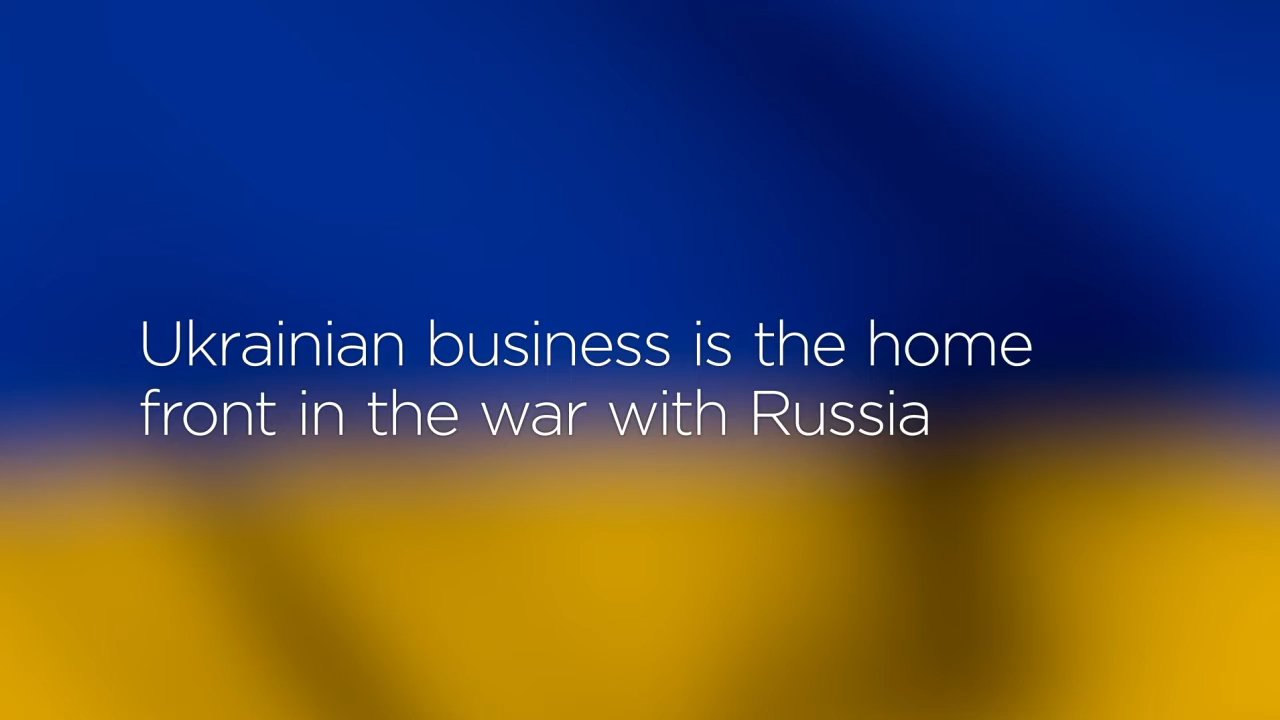 Ukrainian business is the home
front in the war with Russia